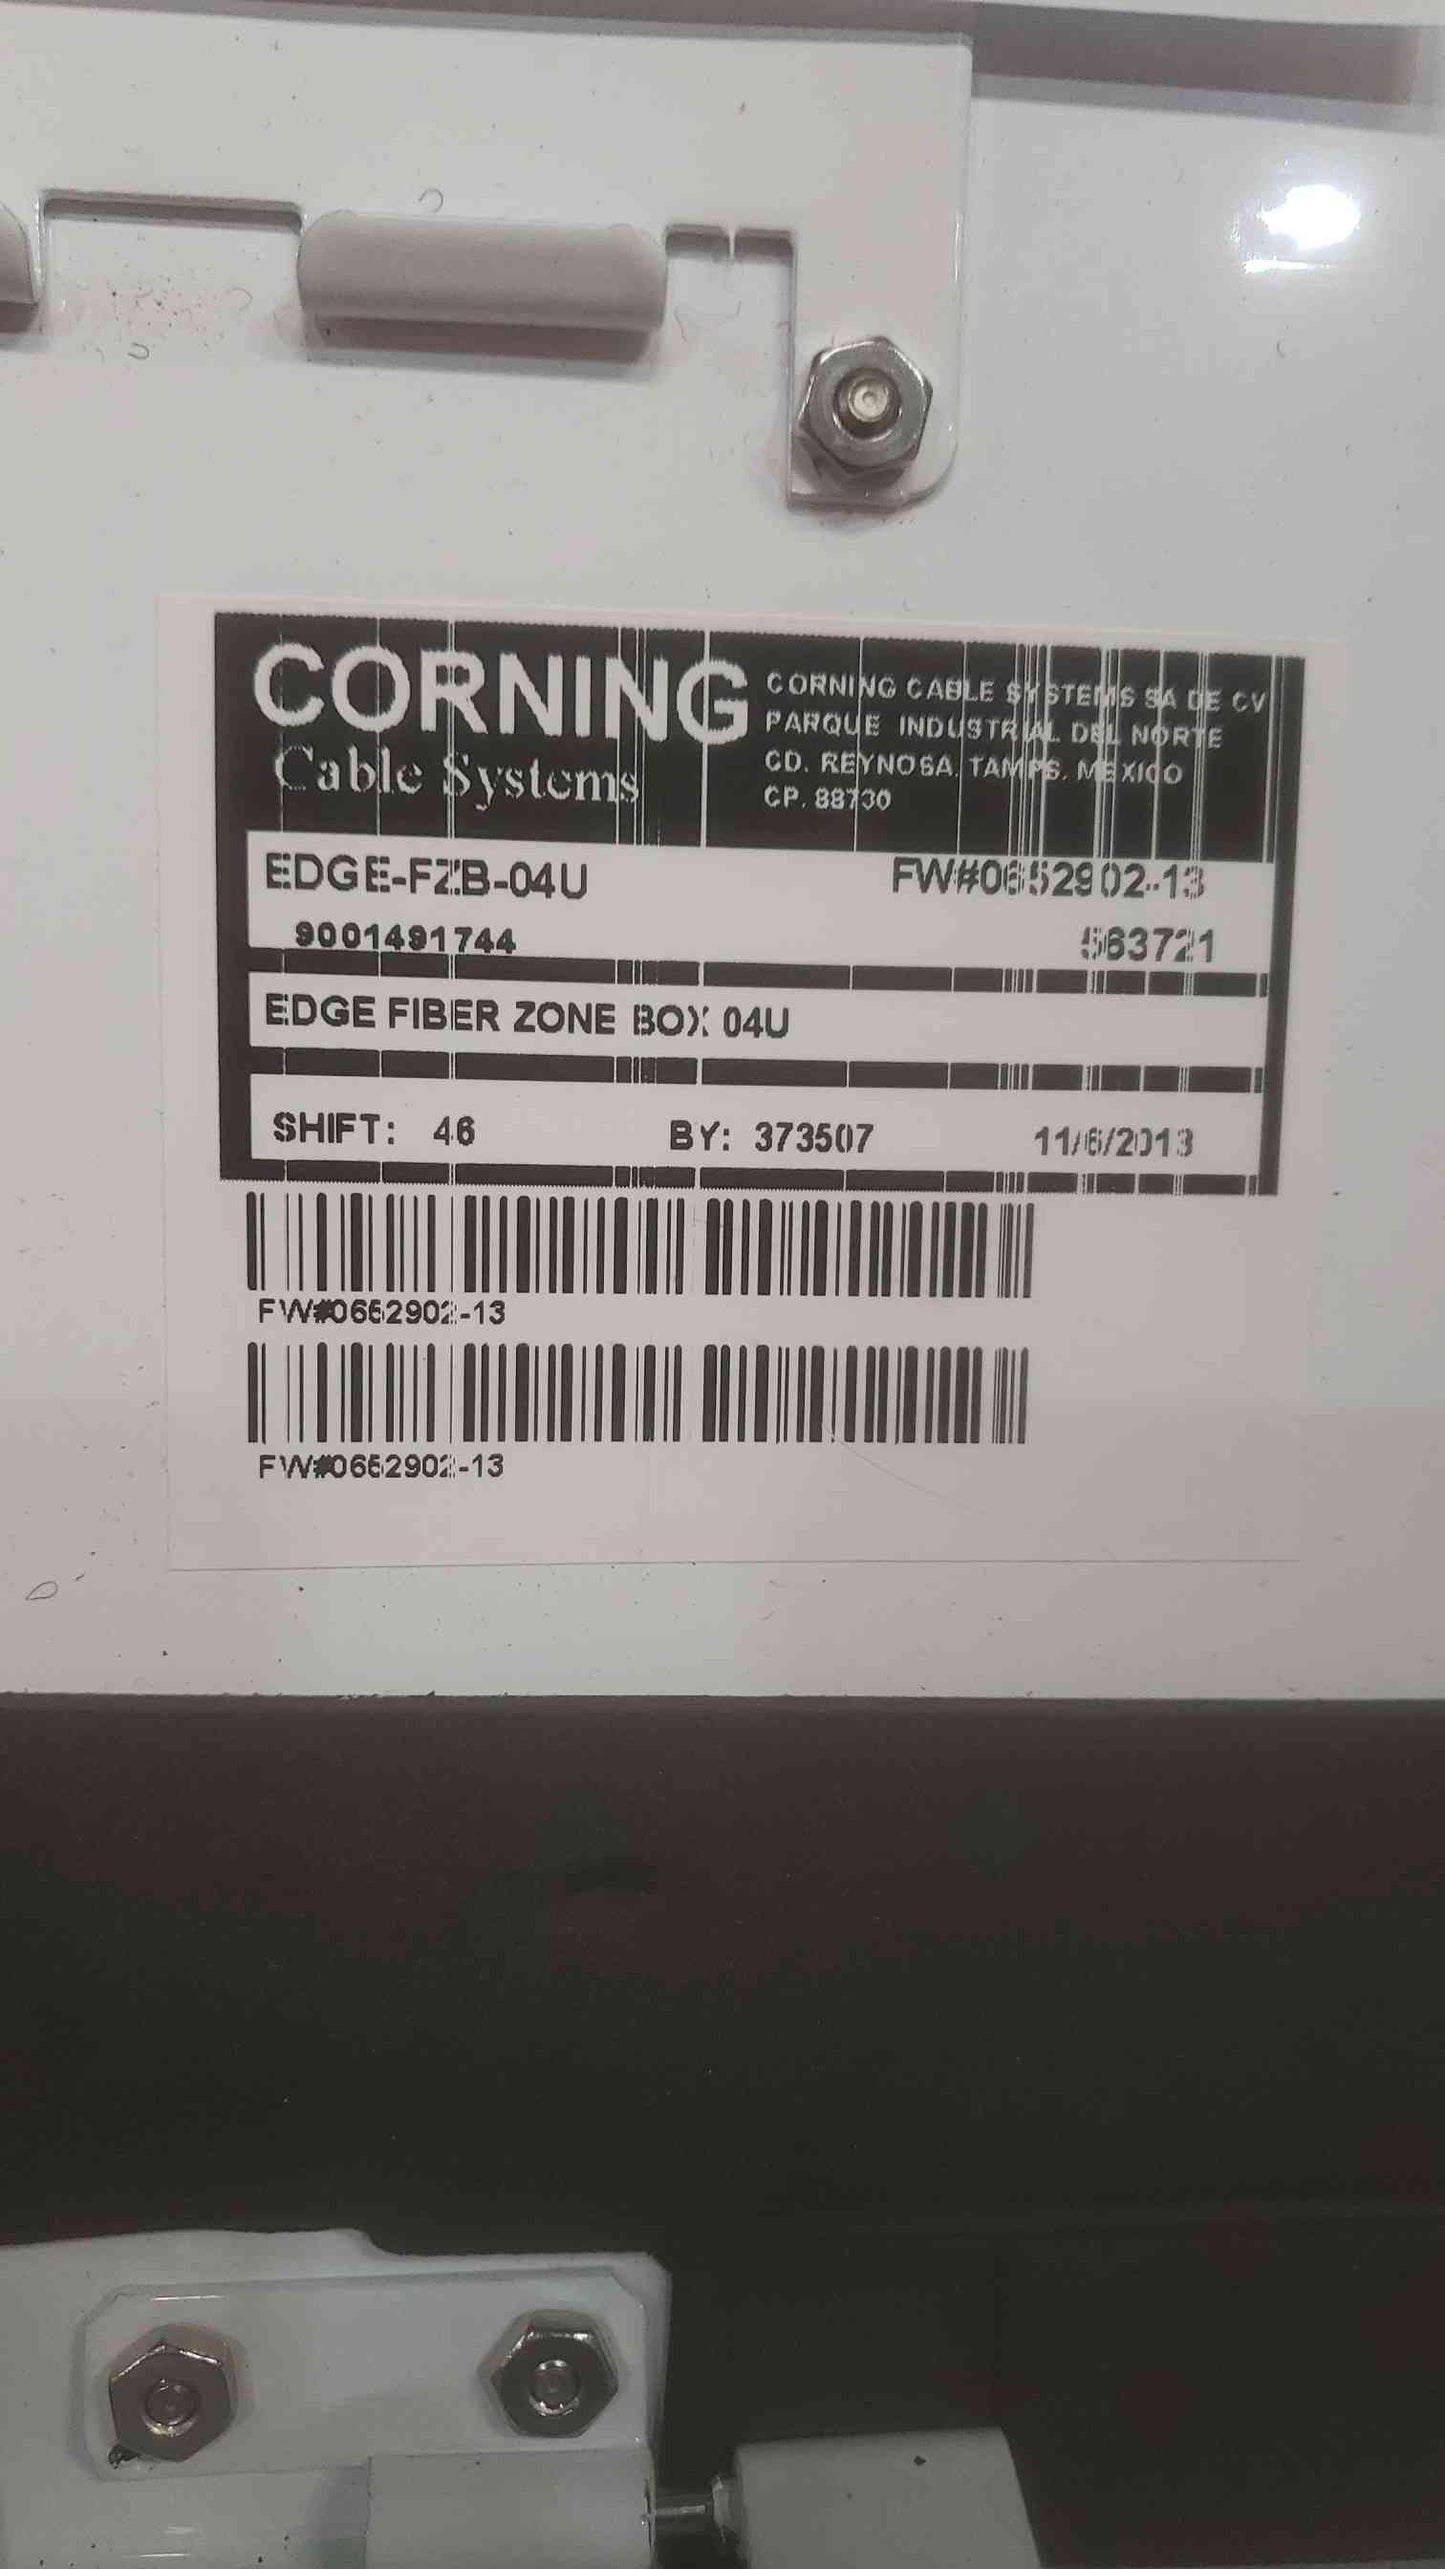 CORNING
Cable Systems
CORNING CABLE SYSTEMS SA DE CV
PARQUE INDUSTRIAL DEL NORTE
CD. REYNOSA, TAMPS. MEXICO
CP. 88730
EDGE-FZB-04U
FW#0652902-13
9001491744
563721
EDGE FIBER ZONE BOX 04U
SHIFT: 46 BY: 373507 11/6/2013
FW#0652902-13
FW#0652902-13